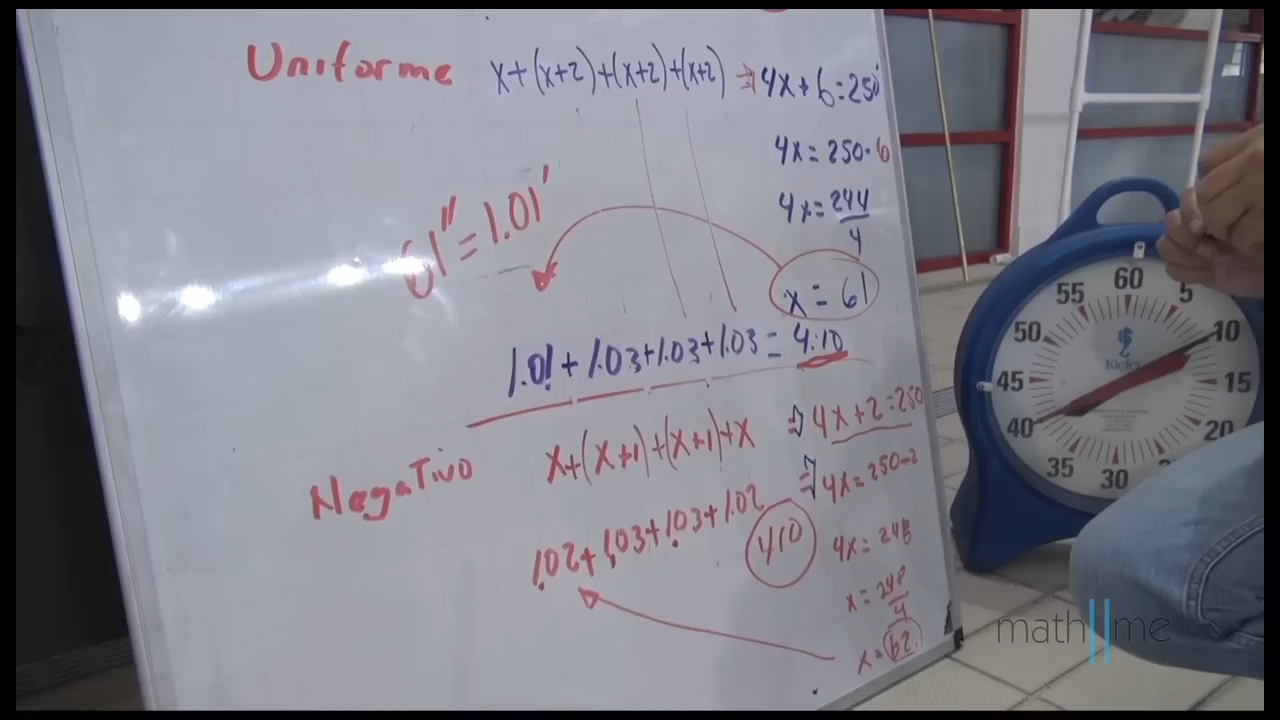 Uniforme x+(x+2)+(x+2)+(x+2) ⇒ 4x+6=250
4x=250-6
61"=1.01'
4x=244/4
x=61
1.01+1.03+1.03+1.03=4:10
Negativo x+(x+1)+(x+1)+x ⇒ 4x+2=250
⇒ 4x=250-2
1.02+1.03+1.03+1.02 410
4x=248
x=248/4
x=62
60
5
10
15
20
30
35
40
45
50
55
Kiefer
math||me